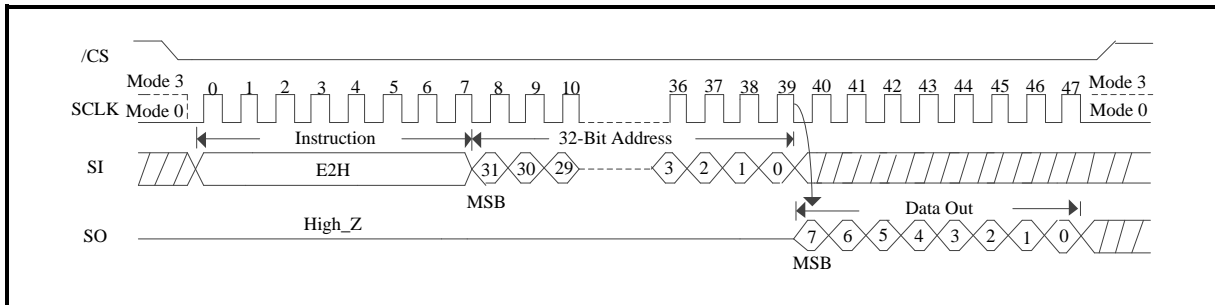 /CS
Mode 3 0 1 2 3 4 5 6 7 8 9 10 36 37 38 39 40 41 42 43 44 45 46 47 Mode 3
SCLK Mode 0 Mode 0
Instruction 32-Bit Address
SI E2H 31 30 29 3 2 1 0
MSB
High_Z Data Out
SO 7 6 5 4 3 2 1 0
MSB